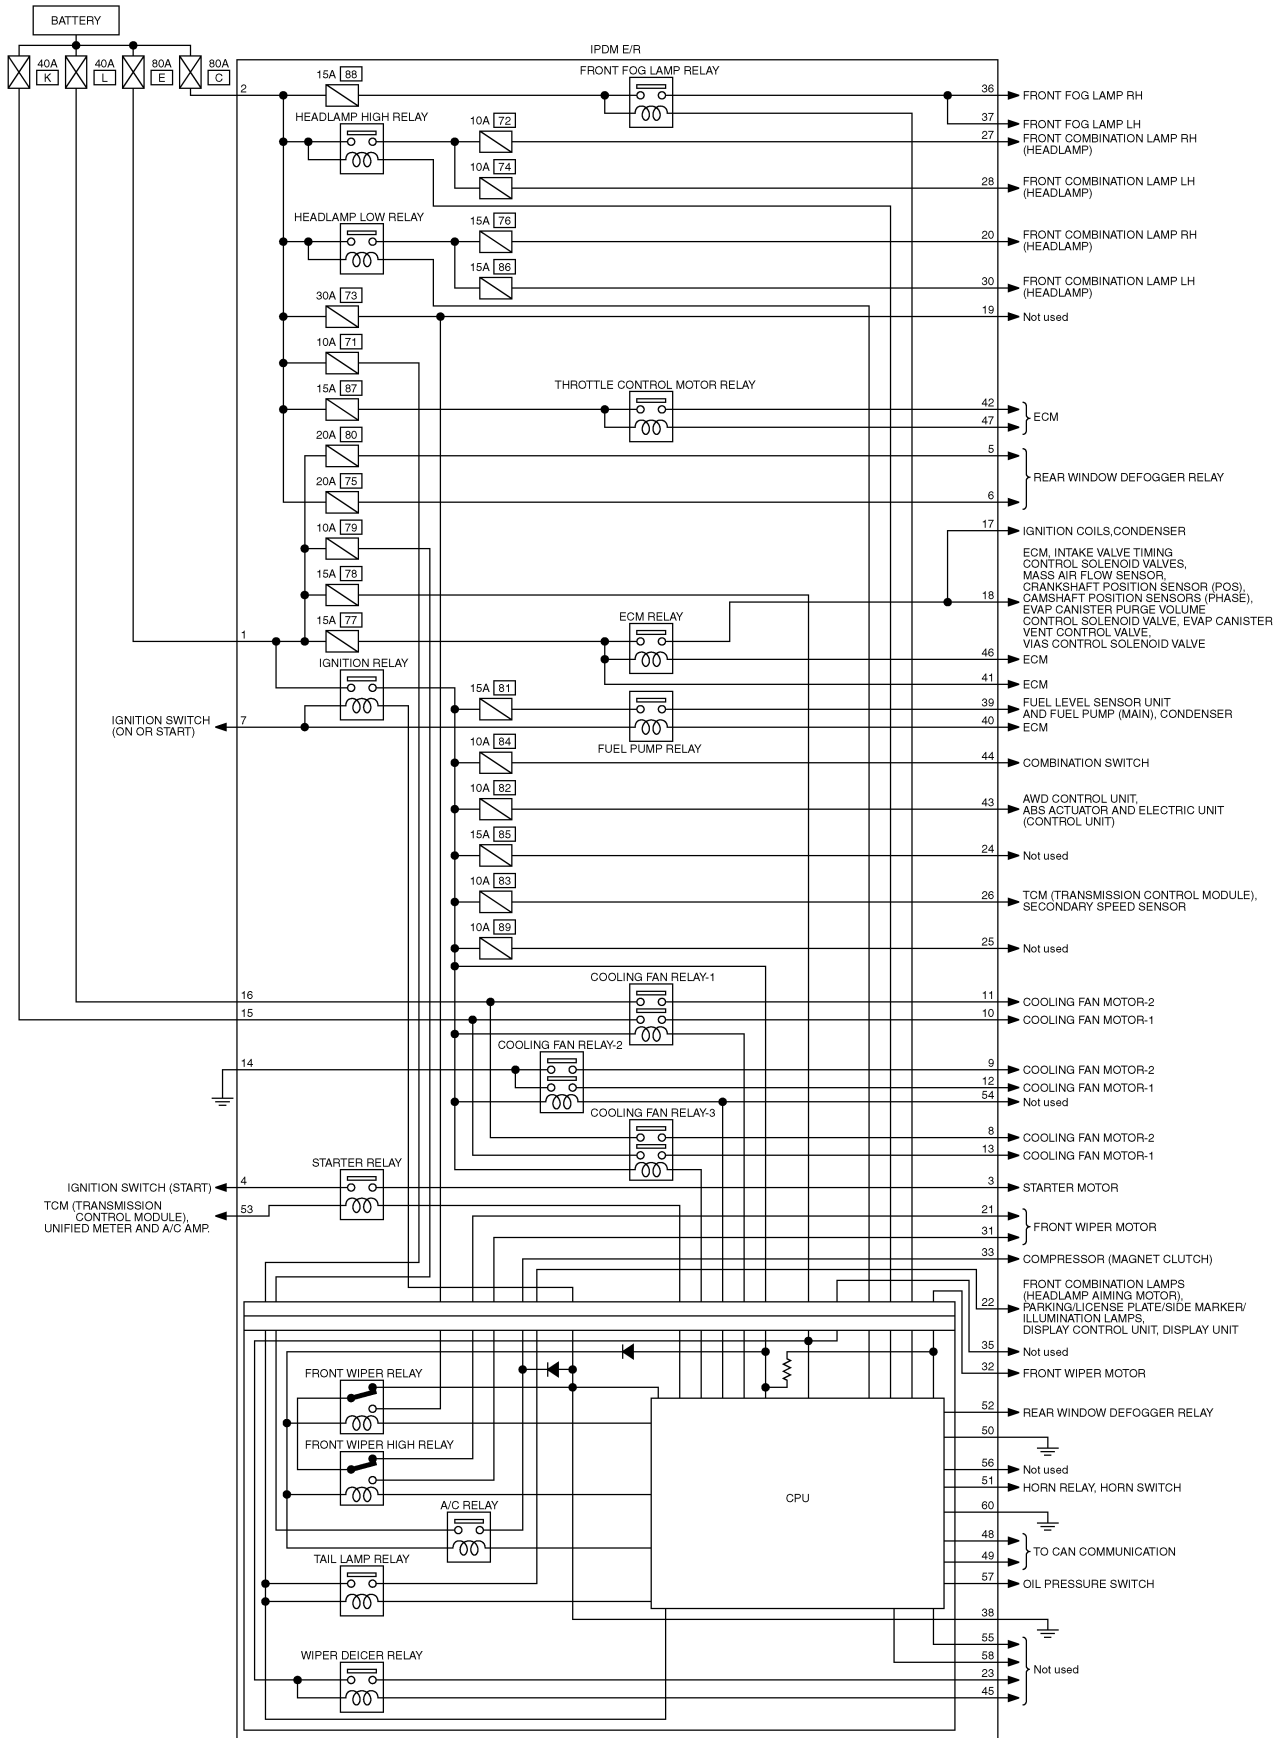 BATTERY
40A
K
40A
L
80A
E
80A
C
IPDM E/R
2
15A 88
FRONT FOG LAMP RELAY
36
FRONT FOG LAMP RH
37
FRONT FOG LAMP LH
HEADLAMP HIGH RELAY
10A 72
27
FRONT COMBINATION LAMP RH
(HEADLAMP)
10A 74
28
FRONT COMBINATION LAMP LH
(HEADLAMP)
HEADLAMP LOW RELAY
15A 76
20
FRONT COMBINATION LAMP RH
(HEADLAMP)
15A 86
30
FRONT COMBINATION LAMP LH
(HEADLAMP)
30A 73
19
Not used
10A 71
15A 87
THROTTLE CONTROL MOTOR RELAY
42
47
ECM
20A 80
5
REAR WINDOW DEFOGGER RELAY
20A 75
6
10A 79
17
IGNITION COILS,CONDENSER
15A 78
18
ECM, INTAKE VALVE TIMING
CONTROL SOLENOID VALVES,
MASS AIR FLOW SENSOR,
CRANKSHAFT POSITION SENSOR (POS),
CAMSHAFT POSITION SENSORS (PHASE),
EVAP CANISTER PURGE VOLUME
CONTROL SOLENOID VALVE, EVAP CANISTER
VENT CONTROL VALVE,
VIAS CONTROL SOLENOID VALVE
1
15A 77
ECM RELAY
46
ECM
41
ECM
IGNITION RELAY
15A 81
39
FUEL LEVEL SENSOR UNIT
AND FUEL PUMP (MAIN), CONDENSER
IGNITION SWITCH
(ON OR START)
7
40
ECM
FUEL PUMP RELAY
10A 84
44
COMBINATION SWITCH
10A 82
43
AWD CONTROL UNIT,
ABS ACTUATOR AND ELECTRIC UNIT
(CONTROL UNIT)
15A 85
24
Not used
10A 83
26
TCM (TRANSMISSION CONTROL MODULE),
SECONDARY SPEED SENSOR
10A 89
25
Not used
COOLING FAN RELAY-1
16
11
COOLING FAN MOTOR-2
15
10
COOLING FAN MOTOR-1
COOLING FAN RELAY-2
14
9
COOLING FAN MOTOR-2
12
COOLING FAN MOTOR-1
54
Not used
COOLING FAN RELAY-3
8
COOLING FAN MOTOR-2
13
COOLING FAN MOTOR-1
STARTER RELAY
IGNITION SWITCH (START)
4
3
STARTER MOTOR
TCM (TRANSMISSION
CONTROL MODULE),
UNIFIED METER AND A/C AMP.
53
21
31
FRONT WIPER MOTOR
33
COMPRESSOR (MAGNET CLUTCH)
22
FRONT COMBINATION LAMPS
(HEADLAMP AIMING MOTOR),
PARKING/LICENSE PLATE/SIDE MARKER/
ILLUMINATION LAMPS,
DISPLAY CONTROL UNIT, DISPLAY UNIT
35
Not used
32
FRONT WIPER MOTOR
FRONT WIPER RELAY
52
REAR WINDOW DEFOGGER RELAY
50
FRONT WIPER HIGH RELAY
56
Not used
51
HORN RELAY, HORN SWITCH
CPU
A/C RELAY
60
48
49
TO CAN COMMUNICATION
TAIL LAMP RELAY
57
OIL PRESSURE SWITCH
38
55
58
WIPER DEICER RELAY
23
45
Not used